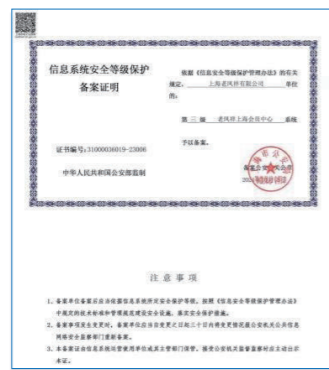 信息系统安全等级保护
备案证明
依据《信息安全等级保护管理办法》的有关
规定,上海老凤祥有限公司 单位
的:
第 三 级 老凤祥上海会员中心 系统
予以备案。
证书编号:31000036019-23006
中华人民共和国公安部监制
注 意 事 项
1、备案单位备案后应当依据信息系统所定安全保护等级,按照《信息安全等级保护管理办法》
中规定的技术标准和管理规范建设安全设施,落实安全保护措施。
2、备案事项发生变更时,备案单位应当自变更之日起三十日内将变更情况报公安机关公共信息
网络安全监察部门重新备案。
3、本备案证由信息系统运营使用单位或其主管部门保管,接受公安机关监督监察时应主动出示
本证。